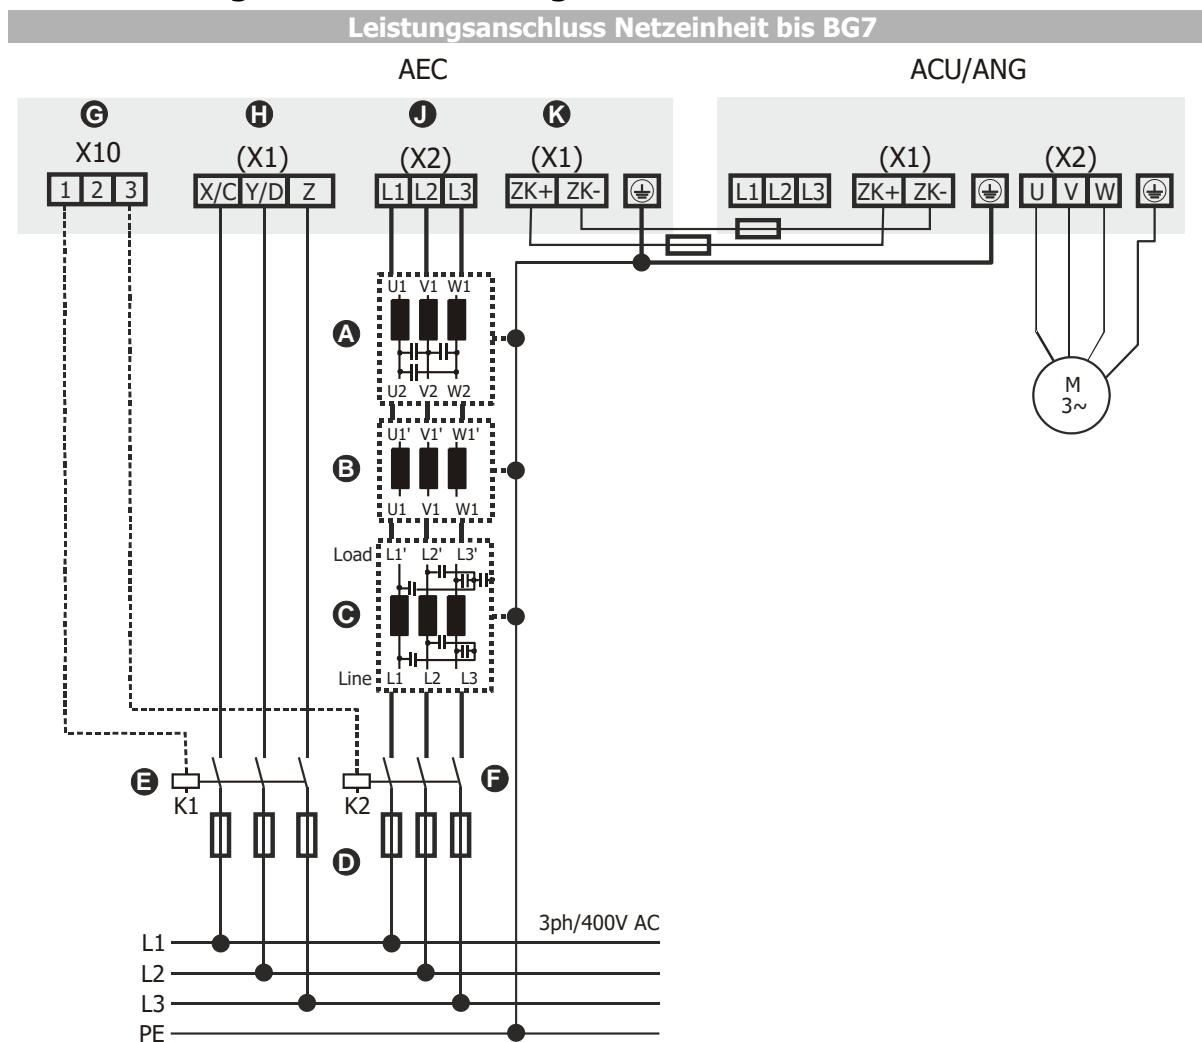 Leistungsanschluss Netzeinheit bis BG7
AEC
ACU/ANG
G
H
J
K
X10
(X1)
(X2)
(X1)
(X1)
(X2)
1 2 3
X/C Y/D Z
L1 L2 L3
ZK+ ZK-
L1 L2 L3
ZK+ ZK-
U V W
U1 V1 W1
A
U2 V2 W2
M
3~
U1' V1' W1'
B
U1 V1 W1
Load L1' L2' L3'
C
Line L1 L2 L3
E
K1
K2
F
D
3ph/400V AC
L1
L2
L3
PE